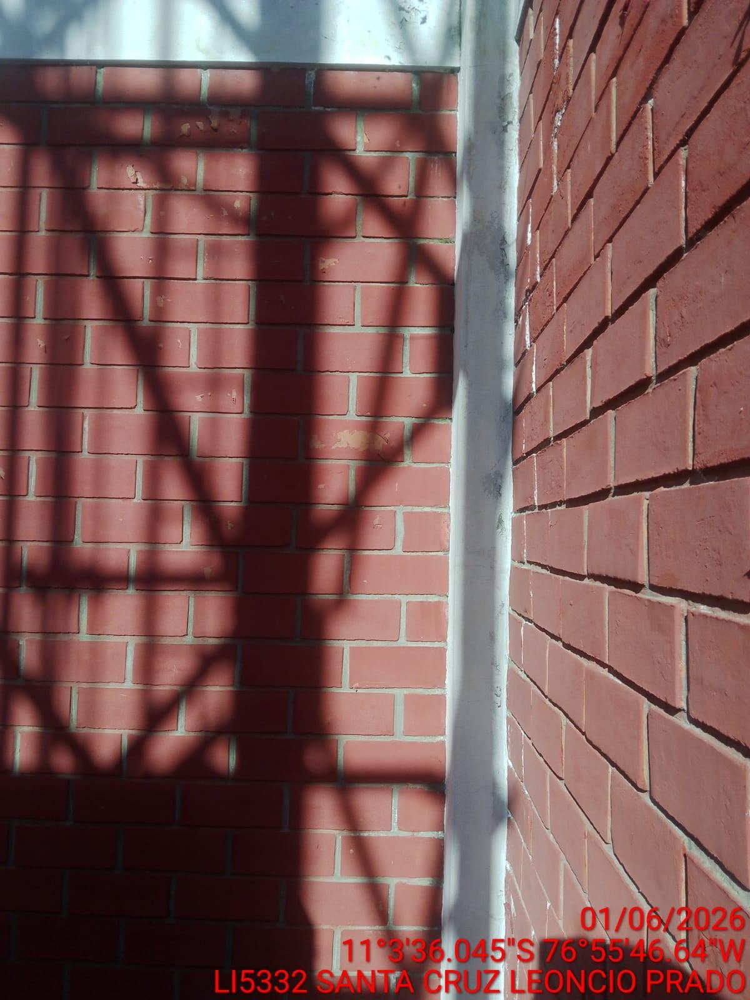 01/06/2026
11°3'36.045"S 76°55'46.64"W
LI5332 SANTA CRUZ LEONCIO PRADO